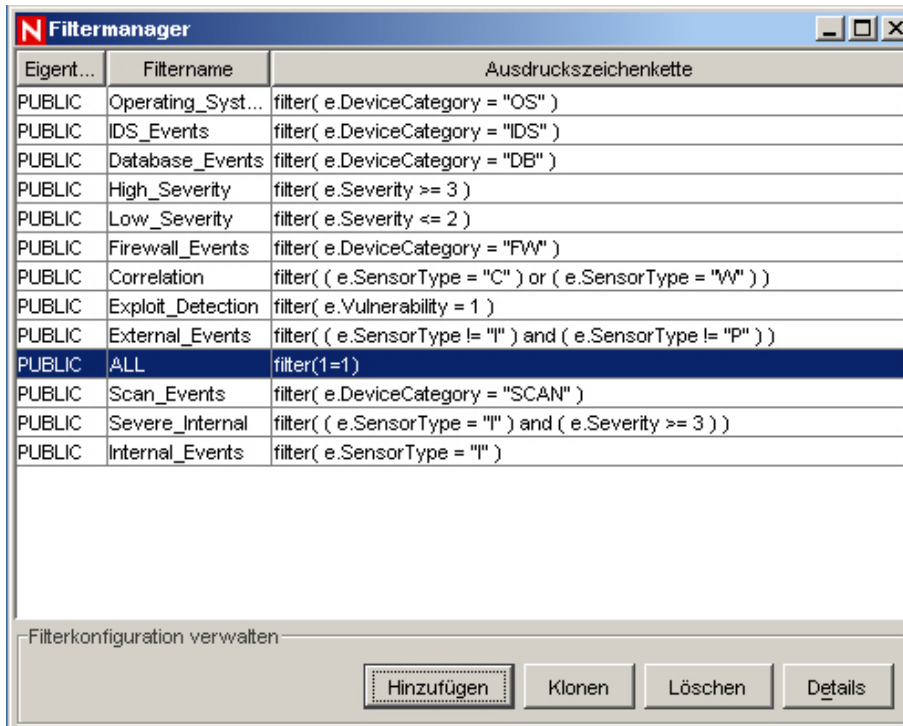 N Filtermanager
Eigent... Filtername Ausdruckszeichenkette
PUBLIC Operating_Syst... filter( e.DeviceCategory = "OS" )
PUBLIC IDS_Events filter( e.DeviceCategory = "IDS" )
PUBLIC Database_Events filter( e.DeviceCategory = "DB" )
PUBLIC High_Severity filter( e.Severity >= 3 )
PUBLIC Low_Severity filter( e.Severity <= 2 )
PUBLIC Firewall_Events filter( e.DeviceCategory = "FW" )
PUBLIC Correlation filter( ( e.SensorType = "C" ) or ( e.SensorType = "W" ) )
PUBLIC Exploit_Detection filter( e.Vulnerability = 1 )
PUBLIC External_Events filter( ( e.SensorType != "I" ) and ( e.SensorType != "P" ) )
PUBLIC ALL filter(1=1)
PUBLIC Scan_Events filter( e.DeviceCategory = "SCAN" )
PUBLIC Severe_Internal filter( ( e.SensorType = "I" ) and ( e.Severity >= 3 ) )
PUBLIC Internal_Events filter( e.SensorType = "I" )
Filterkonfiguration verwalten
Hinzufügen Klonen Löschen Details